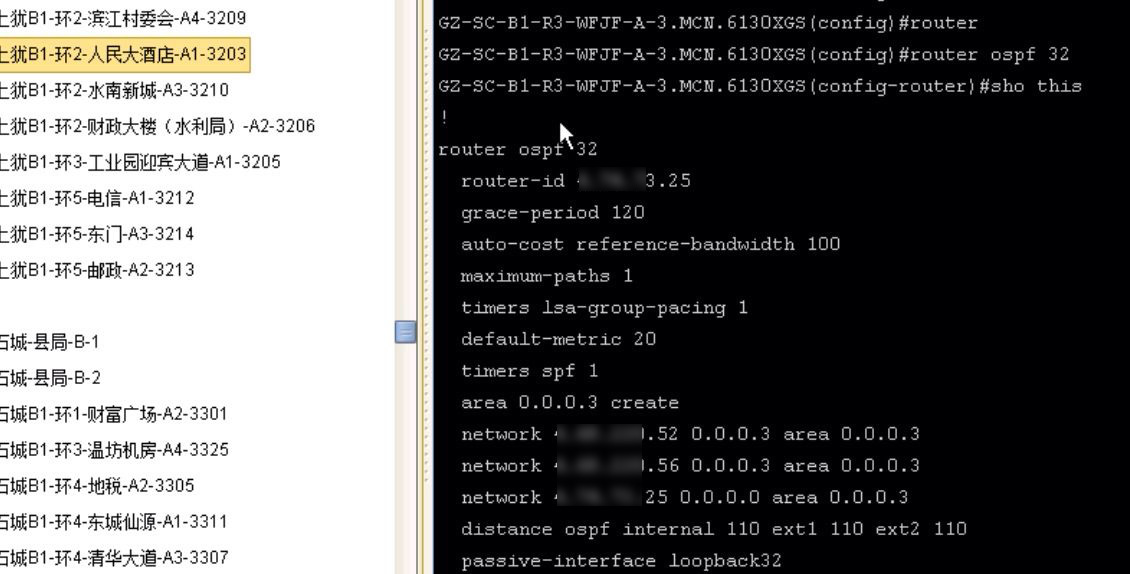 上犹B1-环2-滨江村委会-A4-3209
上犹B1-环2-人民大酒店-A1-3203
上犹B1-环2-水南新城-A3-3210
上犹B1-环2-财政大楼（水利局）-A2-3206
上犹B1-环3-工业园迎宾大道-A1-3205
上犹B1-环5-电信-A1-3212
上犹B1-环5-东门-A3-3214
上犹B1-环5-邮政-A2-3213
石城-县局-B-1
石城-县局-B-2
石城B1-环1-财富广场-A2-3301
石城B1-环3-温坊机房-A4-3325
石城B1-环4-地税-A2-3305
石城B1-环4-东城仙源-A1-3311
石城B1-环4-清华大道-A3-3307
GZ-SC-B1-R3-WFJF-A-3.MCN.6130XGS(config)#router
GZ-SC-B1-R3-WFJF-A-3.MCN.6130XGS(config)#router ospf 32
GZ-SC-B1-R3-WFJF-A-3.MCN.6130XGS(config-router)#sho this
!
router ospf 32
router-id 3.25
grace-period 120
auto-cost reference-bandwidth 100
maximum-paths 1
timers lsa-group-pacing 1
default-metric 20
timers spf 1
area 0.0.0.3 create
network .52 0.0.0.3 area 0.0.0.3
network .56 0.0.0.3 area 0.0.0.3
network 25 0.0.0.0 area 0.0.0.3
distance ospf internal 110 ext1 110 ext2 110
passive-interface loopback32